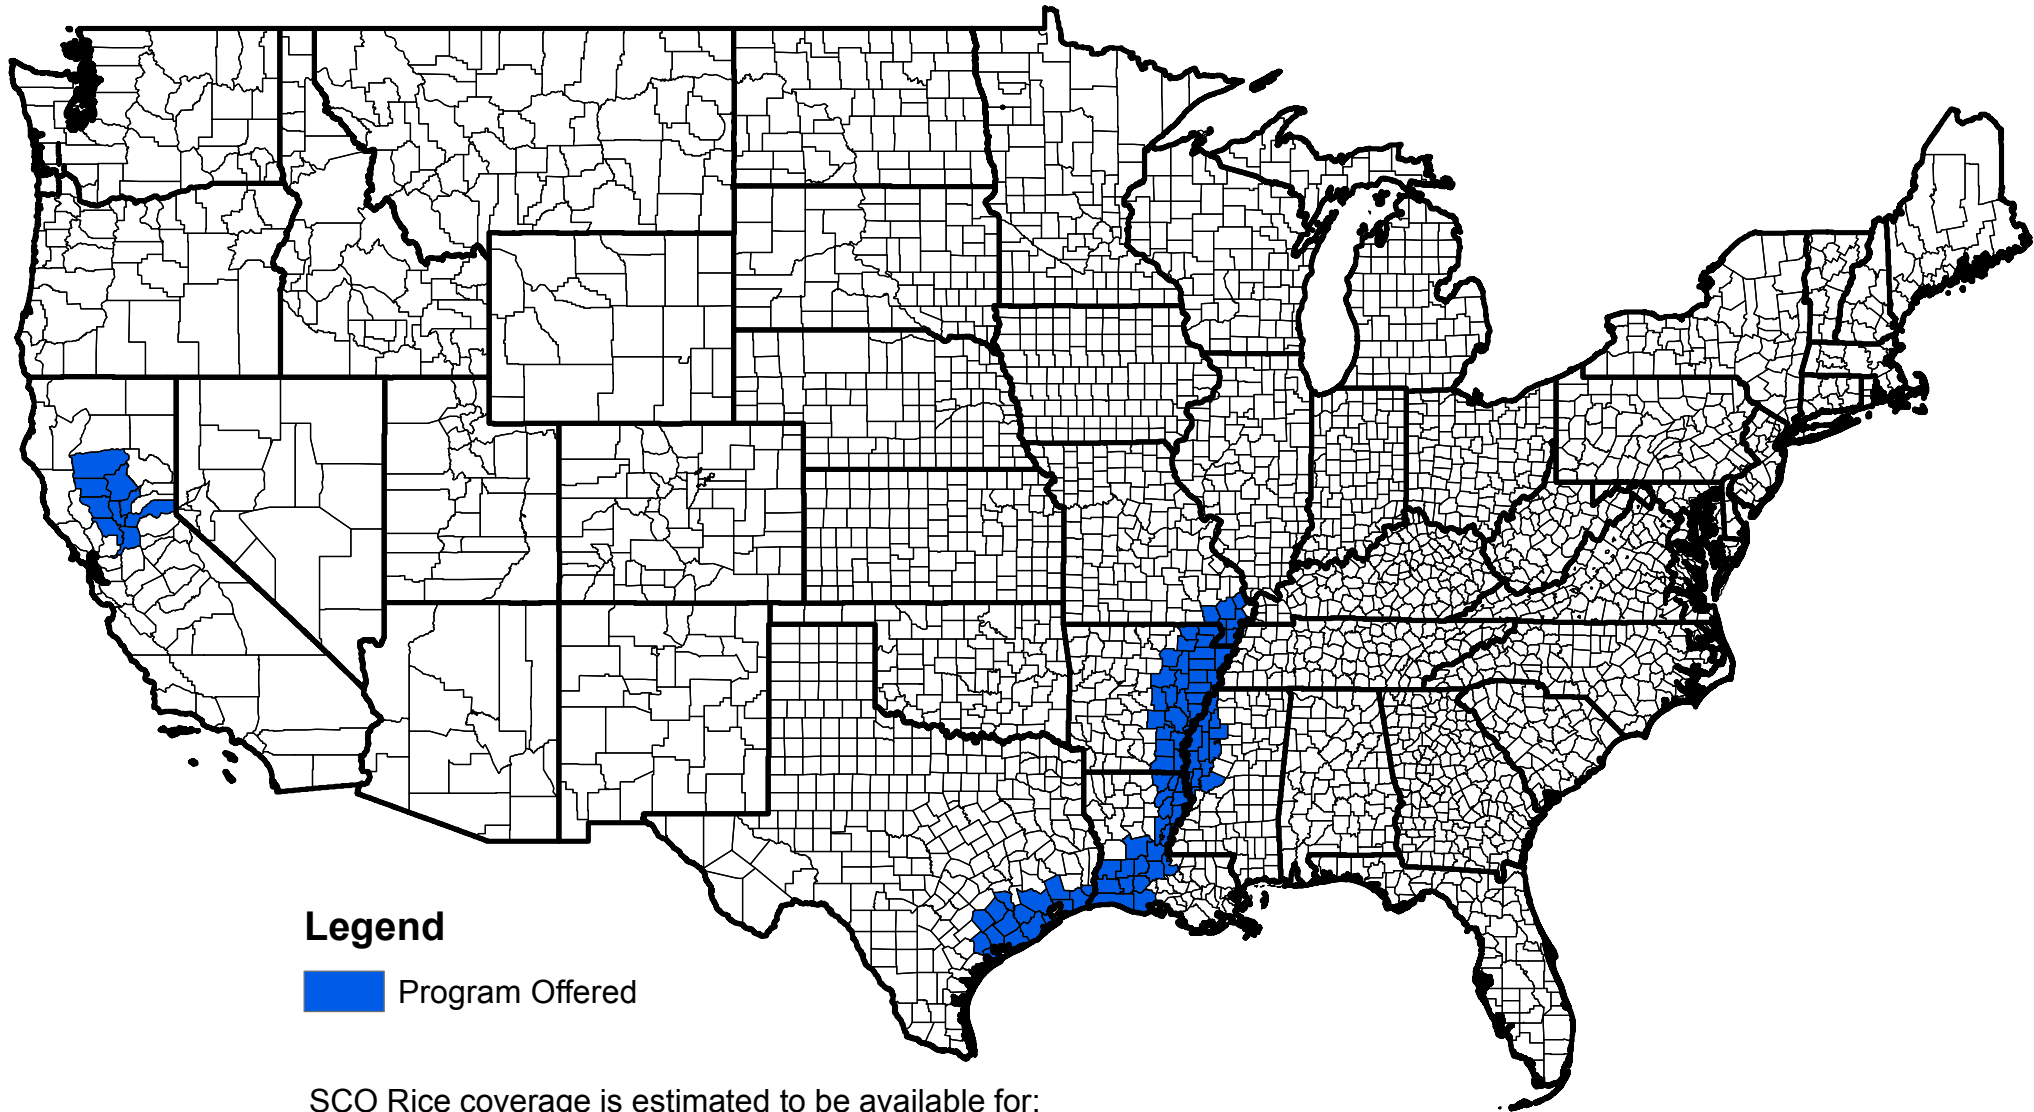 Legend
Program Offered
SCO Rice coverage is estimated to be available for: